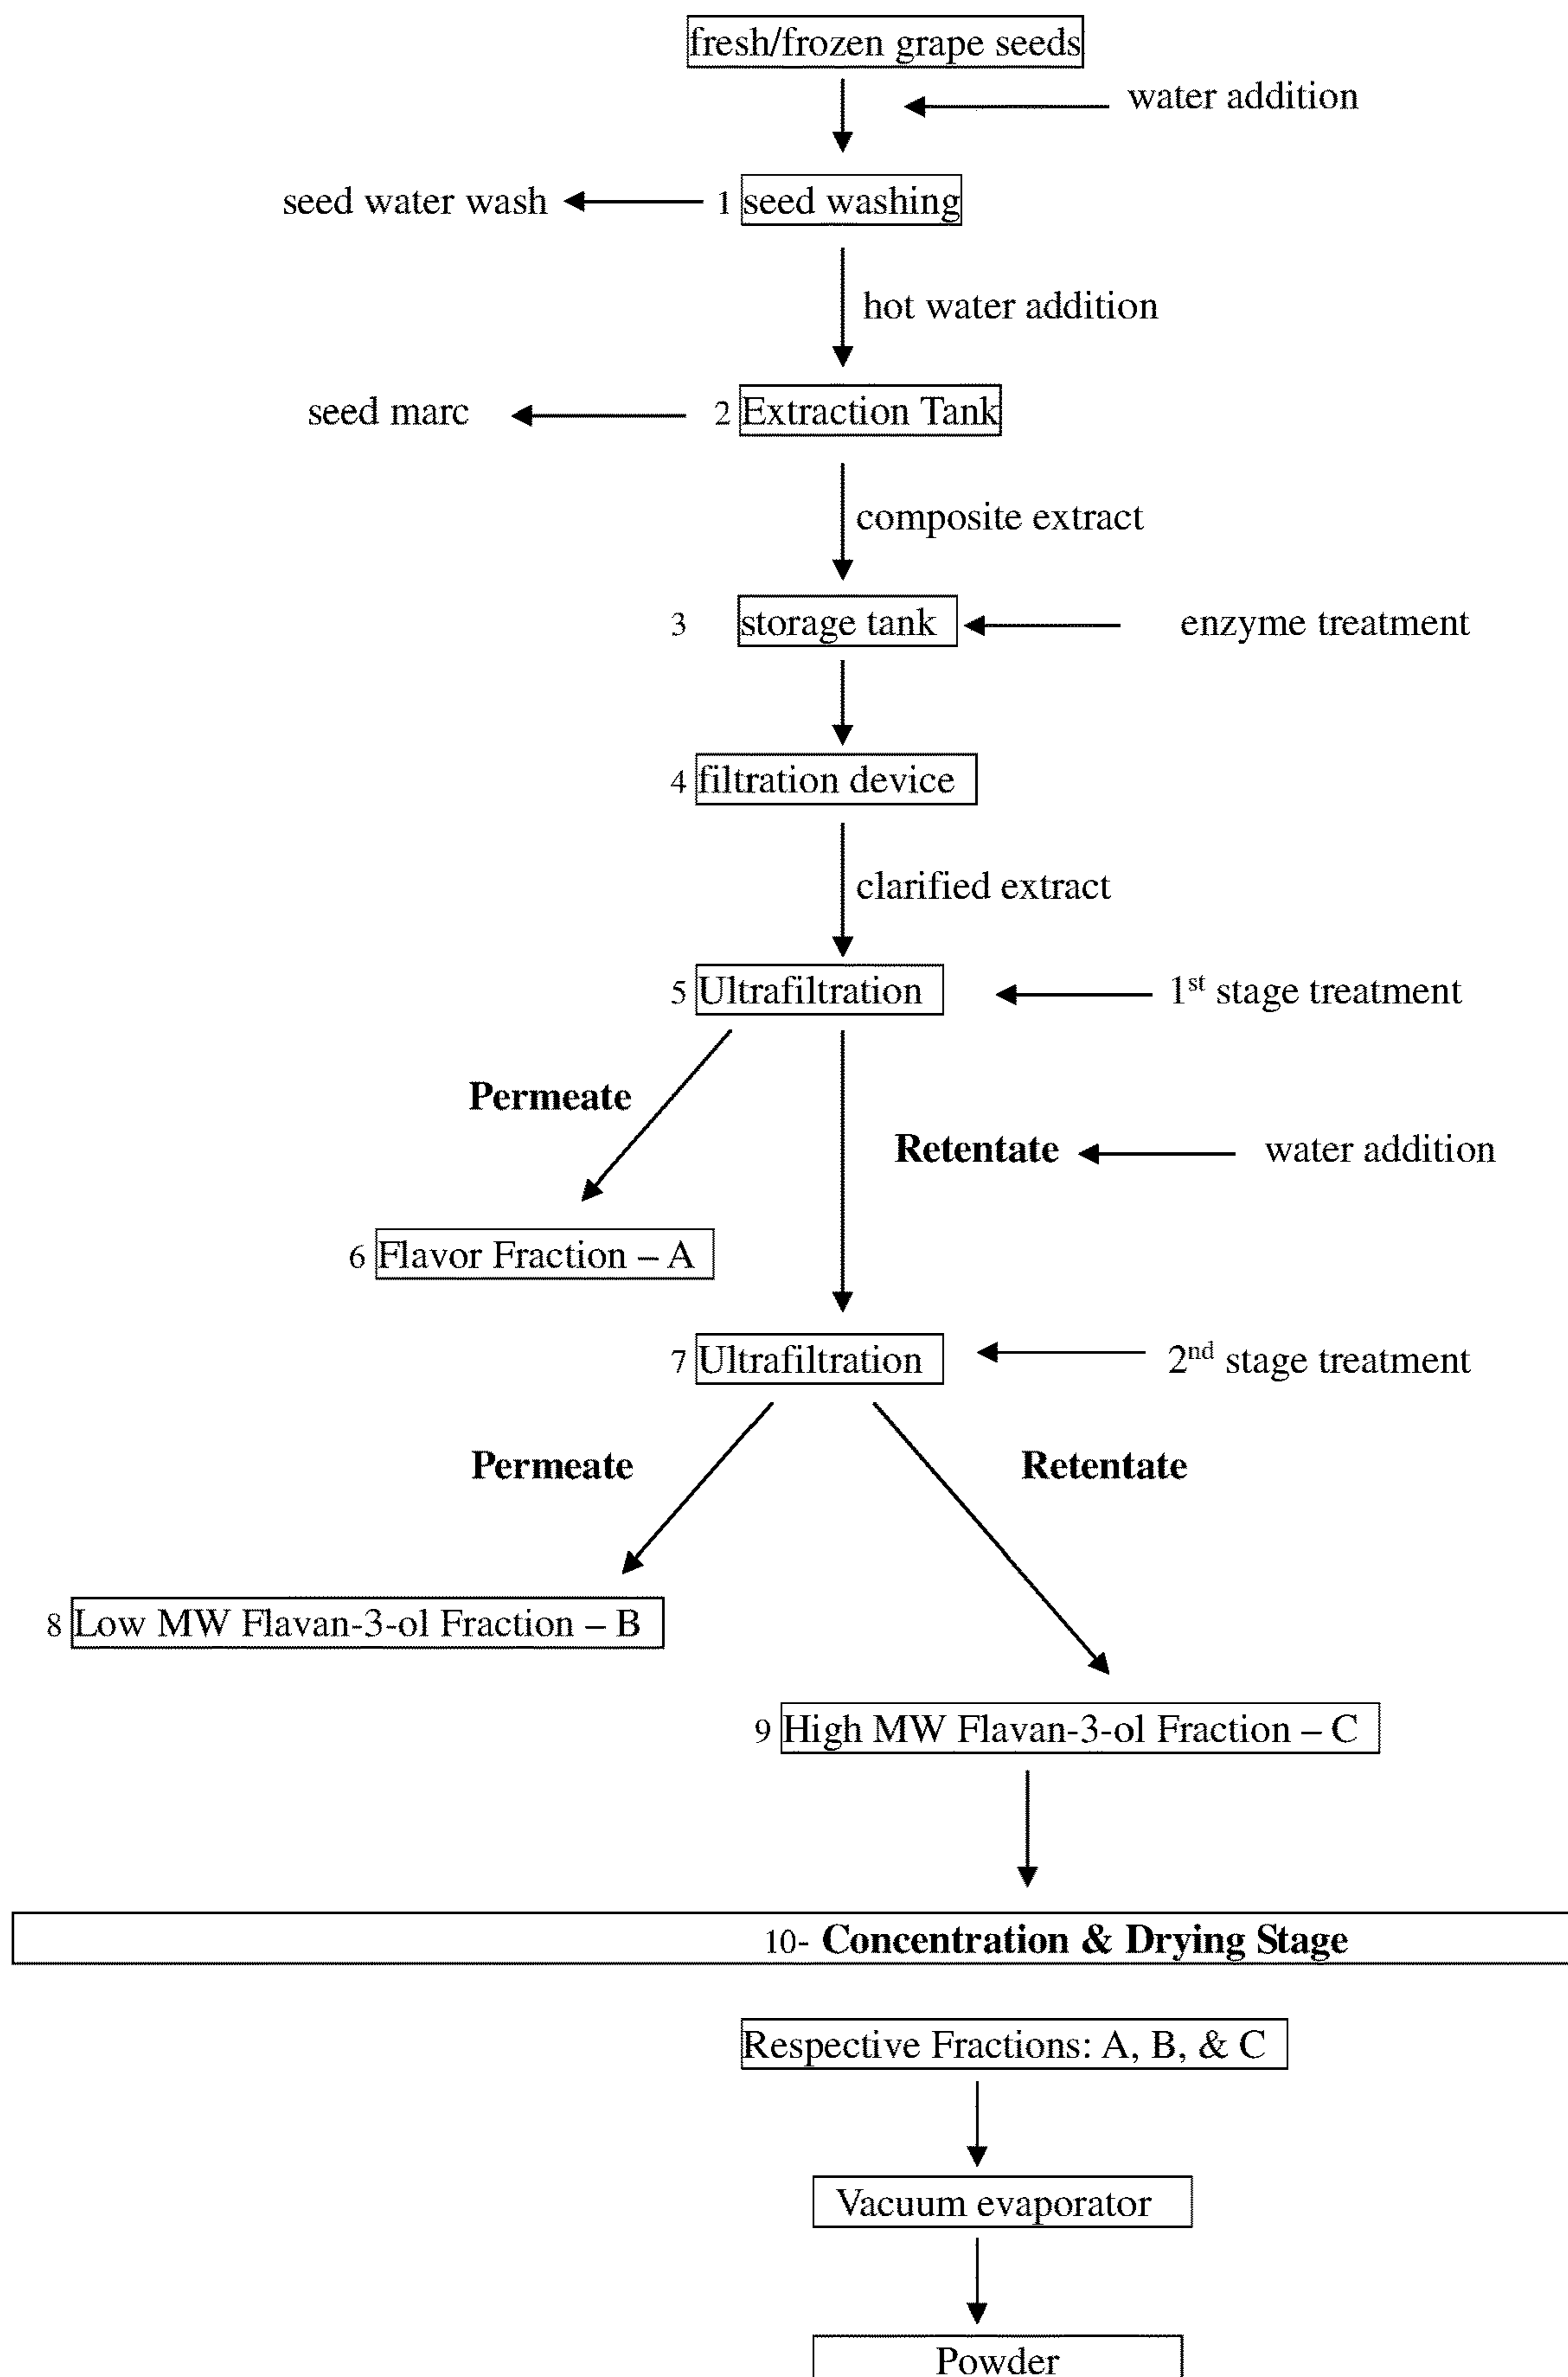 fresh/frozen grape seeds
water addition
seed water wash
1 seed washing
hot water addition
seed marc
2 Extraction Tank
composite extract
3 storage tank
enzyme treatment
4 filtration device
clarified extract
5 Ultrafiltration
1st stage treatment
Permeate
Retentate
water addition
6 Flavor Fraction – A
7 Ultrafiltration
2nd stage treatment
Permeate
Retentate
8 Low MW Flavan-3-ol Fraction – B
9 High MW Flavan-3-ol Fraction – C
10- Concentration & Drying Stage
Respective Fractions: A, B, & C
Vacuum evaporator
Powder